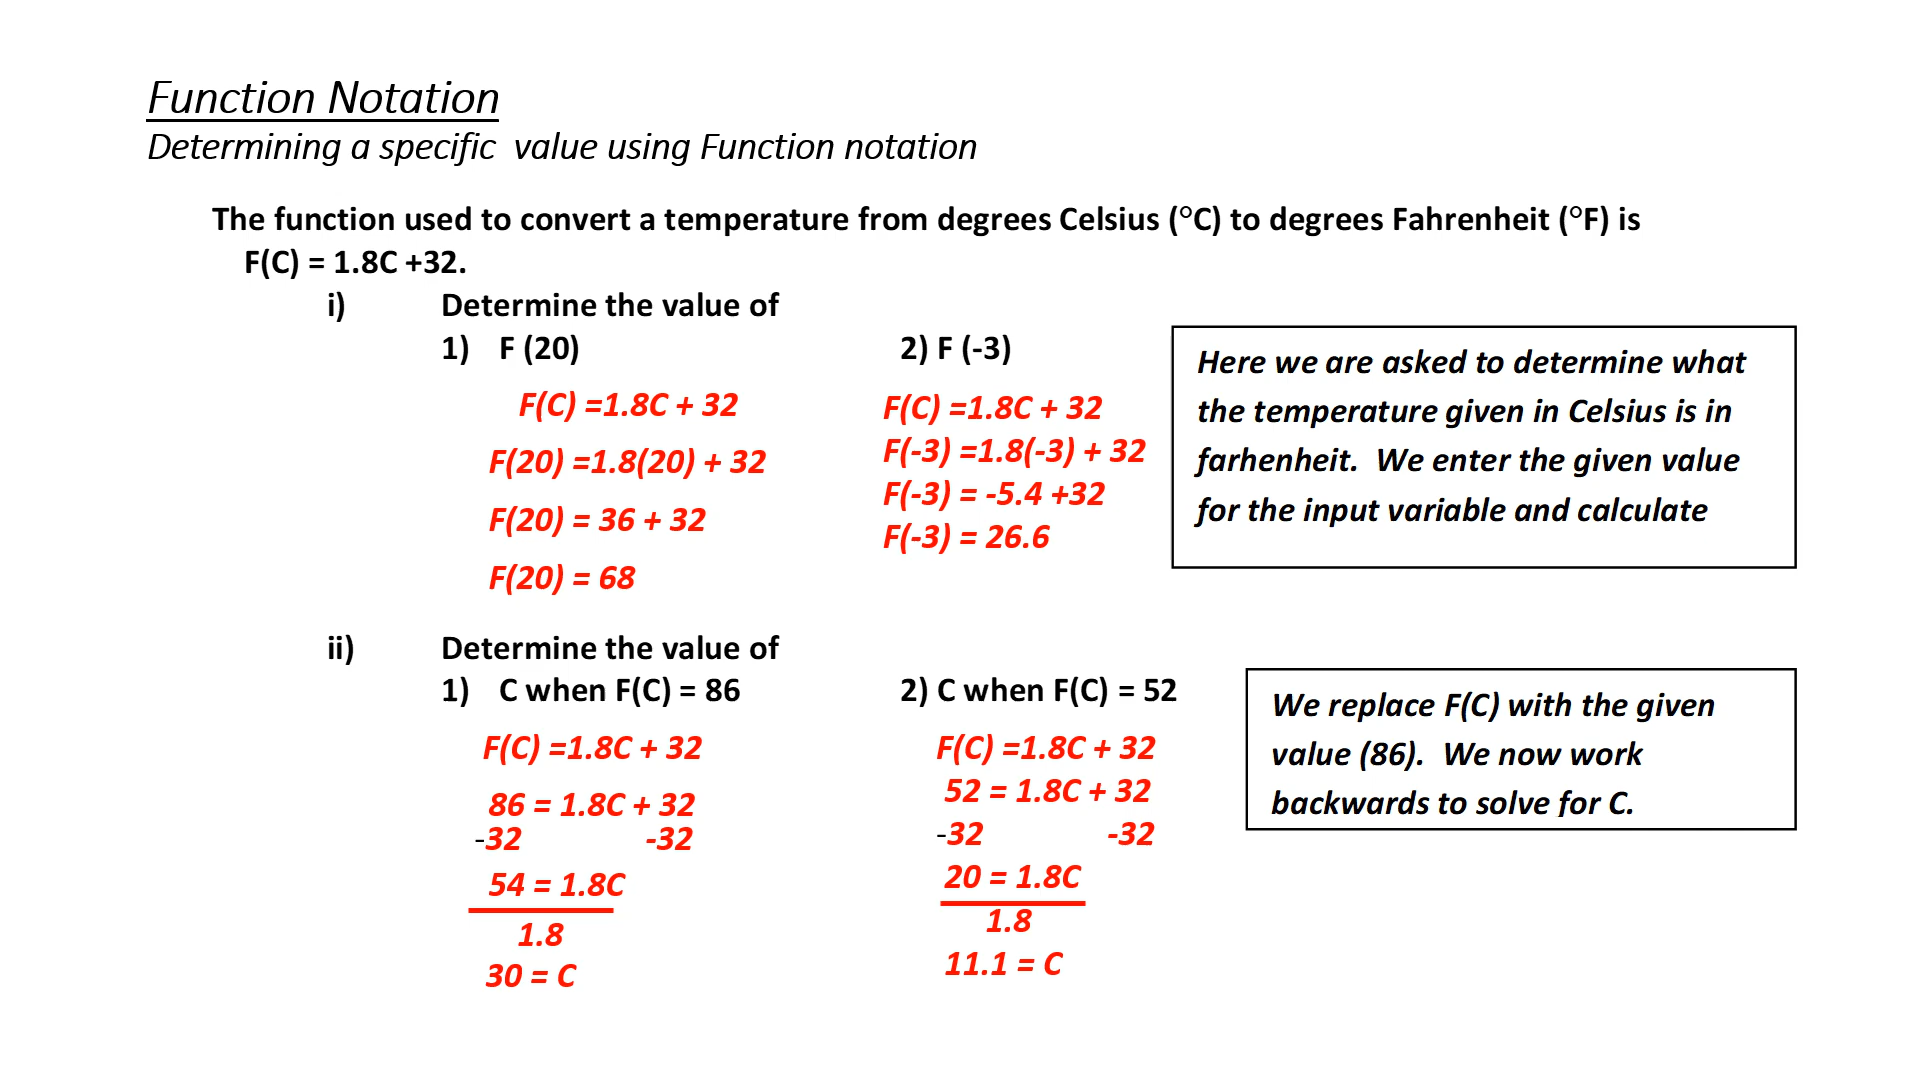 Function Notation
Determining a specific value using Function notation
The function used to convert a temperature from degrees Celsius (°C) to degrees Fahrenheit (°F) is
F(C) = 1.8C +32.
i) Determine the value of
1) F (20)
F(C) =1.8C + 32
F(20) =1.8(20) + 32
F(20) = 36 + 32
F(20) = 68
2) F (-3)
F(C) =1.8C + 32
F(-3) =1.8(-3) + 32
F(-3) = -5.4 +32
F(-3) = 26.6
Here we are asked to determine what
the temperature given in Celsius is in
farhenheit. We enter the given value
for the input variable and calculate
ii) Determine the value of
1) C when F(C) = 86
F(C) =1.8C + 32
86 = 1.8C + 32
-32 -32
54 = 1.8C
1.8
30 = C
2) C when F(C) = 52
F(C) =1.8C + 32
52 = 1.8C + 32
-32 -32
20 = 1.8C
1.8
11.1 = C
We replace F(C) with the given
value (86). We now work
backwards to solve for C.